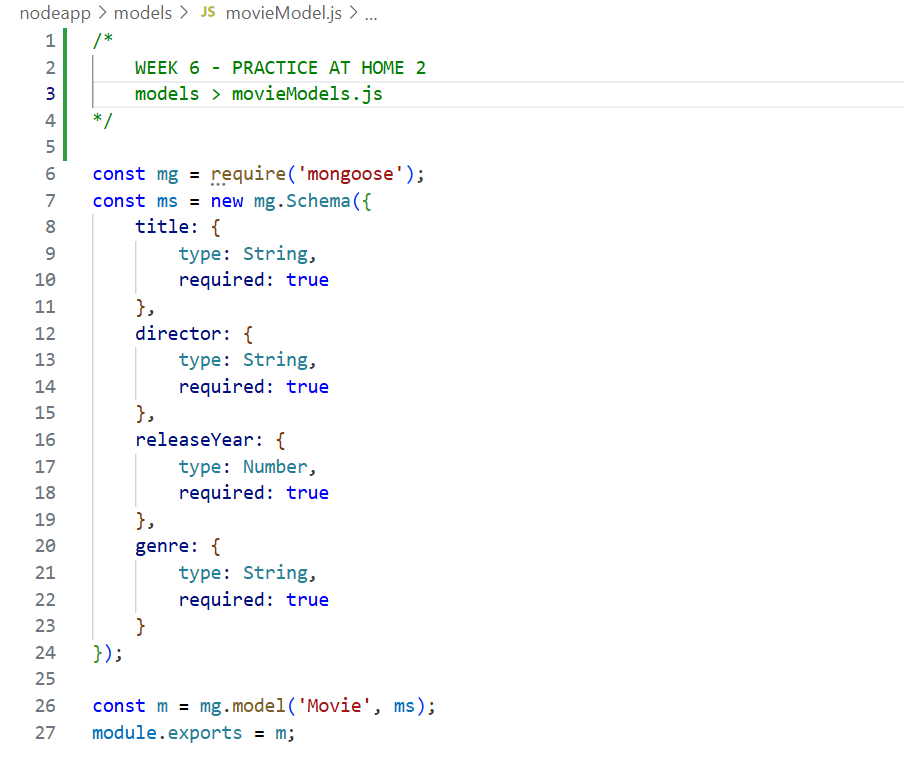 nodeapp > models > JS movieModel.js > ...
1 /*
2     WEEK 6 - PRACTICE AT HOME 2
3     models > movieModels.js
4 */
5
6 const mg = require('mongoose');
7 const ms = new mg.Schema({
8     title: {
9         type: String,
10         required: true
11     },
12     director: {
13         type: String,
14         required: true
15     },
16     releaseYear: {
17         type: Number,
18         required: true
19     },
20     genre: {
21         type: String,
22         required: true
23     }
24 });
25
26 const m = mg.model('Movie', ms);
27 module.exports = m;